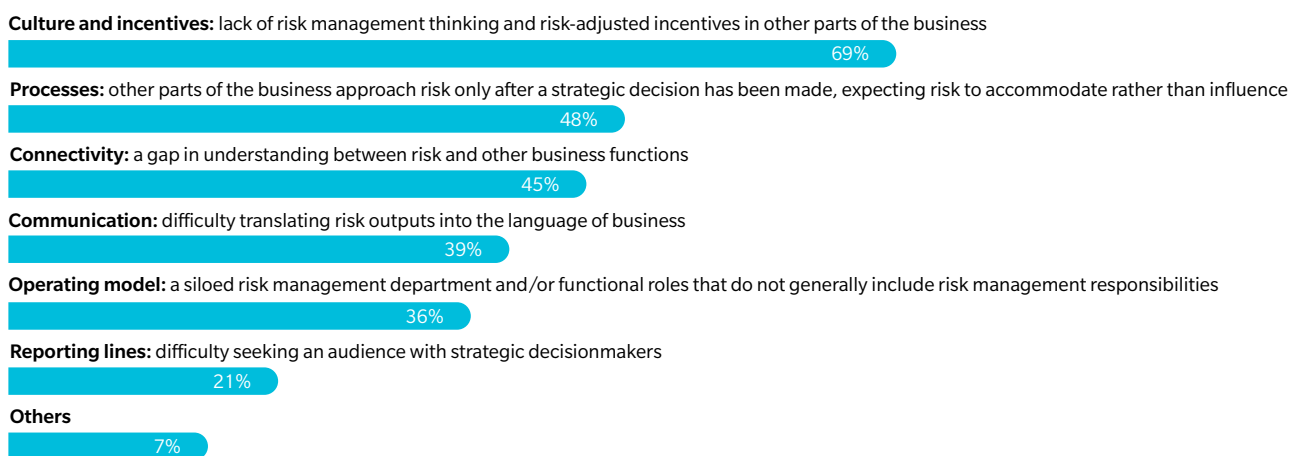 Culture and incentives: lack of risk management thinking and risk-adjusted incentives in other parts of the business
69%
Processes: other parts of the business approach risk only after a strategic decision has been made, expecting risk to accommodate rather than influence
48%
Connectivity: a gap in understanding between risk and other business functions
45%
Communication: difficulty translating risk outputs into the language of business
39%
Operating model: a siloed risk management department and/or functional roles that do not generally include risk management responsibilities
36%
Reporting lines: difficulty seeking an audience with strategic decisionmakers
21%
Others
7%